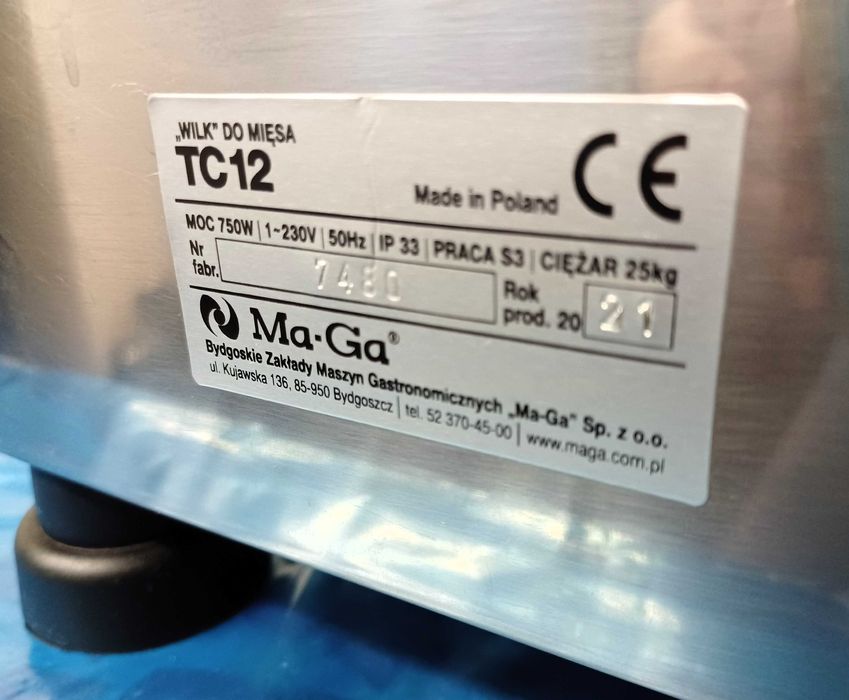 „WILK” DO MIĘSA
TC12
Made in Poland
CE
MOC 750W | 1~230V | 50Hz | IP 33 | PRACA S3 | CIĘŻAR 25kg
Nr fabr. 7480
Rok prod. 2021
Ma-Ga®
Bydgoskie Zakłady Maszyn Gastronomicznych „Ma-Ga” Sp. z o.o.
ul. Kujawska 136, 85-950 Bydgoszcz | tel. 52 370-45-00 | www.maga.com.pl